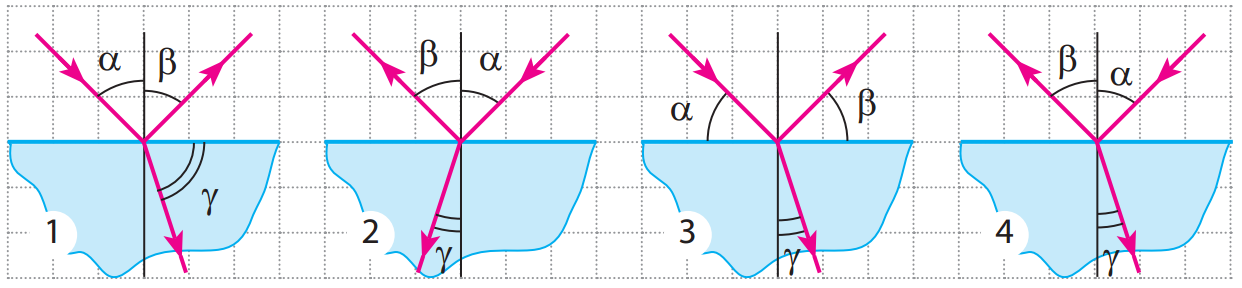 α β γ 1
β α γ 2
α β γ 3
β α γ 4